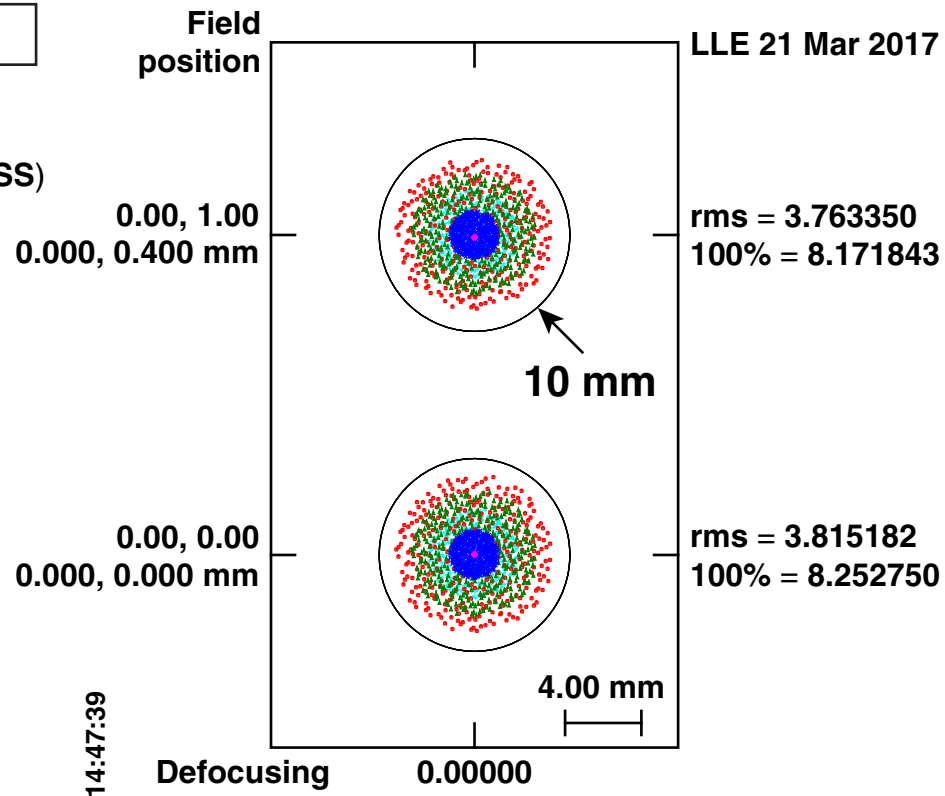 Field
position
LLE 21 Mar 2017
SS)
0.00, 1.00
0.000, 0.400 mm
rms = 3.763350
100% = 8.171843
10 mm
0.00, 0.00
0.000, 0.000 mm
rms = 3.815182
100% = 8.252750
4.00 mm
14:47:39
Defocusing
0.00000